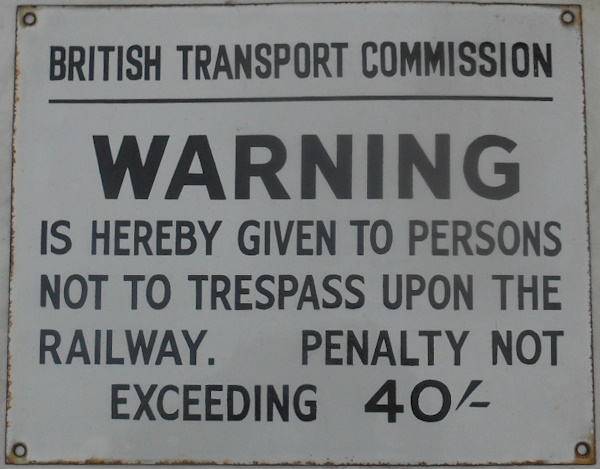 BRITISH TRANSPORT COMMISSION
WARNING
IS HEREBY GIVEN TO PERSONS
NOT TO TRESPASS UPON THE
RAILWAY. PENALTY NOT
EXCEEDING 40/-